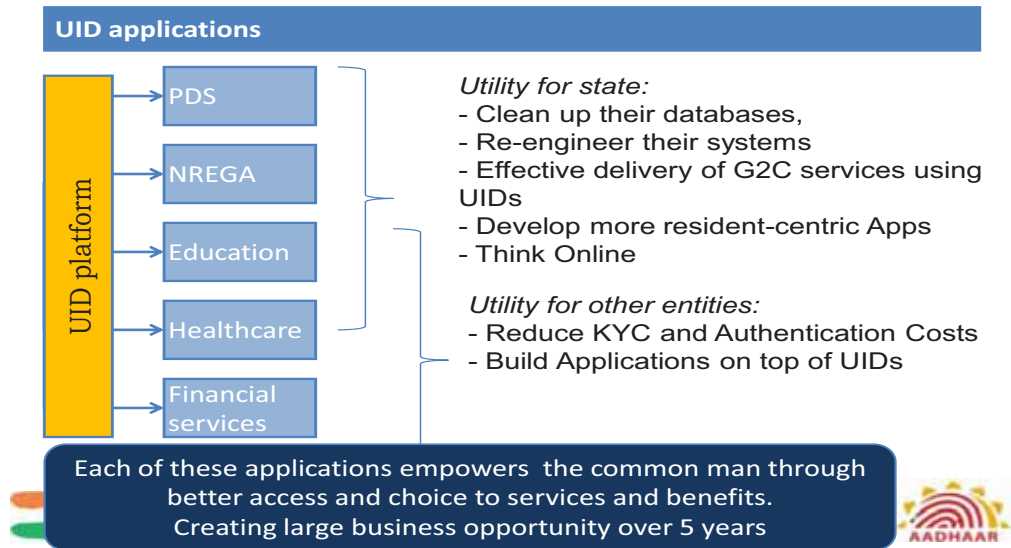 UID applications
UID platform
PDS
NREGA
Education
Healthcare
Financial
services
Utility for state:
- Clean up their databases,
- Re-engineer their systems
- Effective delivery of G2C services using
UIDs
- Develop more resident-centric Apps
- Think Online
Utility for other entities:
- Reduce KYC and Authentication Costs
- Build Applications on top of UIDs
Each of these applications empowers the common man through
better access and choice to services and benefits.
Creating large business opportunity over 5 years
AADHAAR